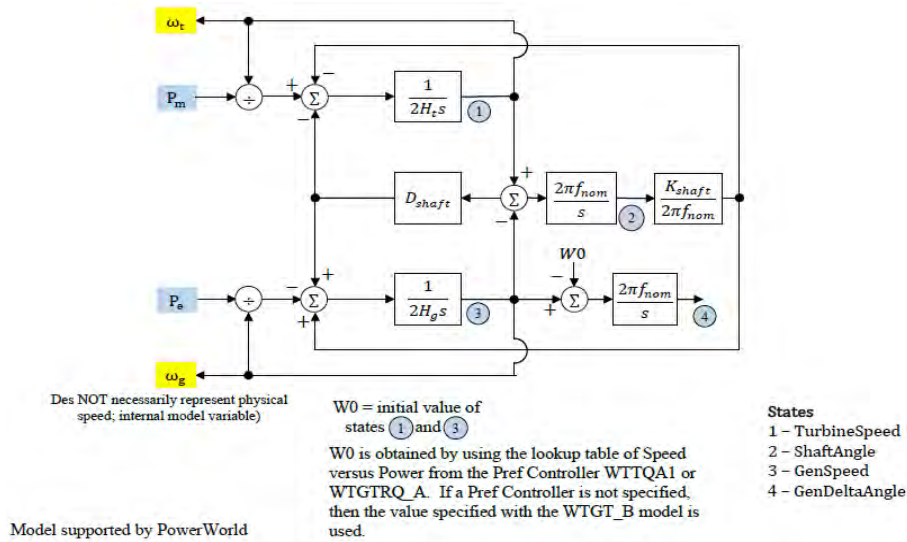 ωt
−
+
Pm
÷
Σ
1
2Hts
1
−
+
Dshaft
Σ
2πfnom
s
2
Kshaft
2πfnom
−
W0
+
−
−
Pe
÷
Σ
1
2Hgs
3
+
Σ
2πfnom
s
4
+
ωg
Des NOT necessarily represent physical
speed; internal model variable)
W0 = initial value of
states 1 and 3
W0 is obtained by using the lookup table of Speed
versus Power from the Pref Controller WTTQA1 or
WTGTRQ_A. If a Pref Controller is not specified,
then the value specified with the WTGT_B model is
used.
States
1 – TurbineSpeed
2 – ShaftAngle
3 – GenSpeed
4 – GenDeltaAngle
Model supported by PowerWorld